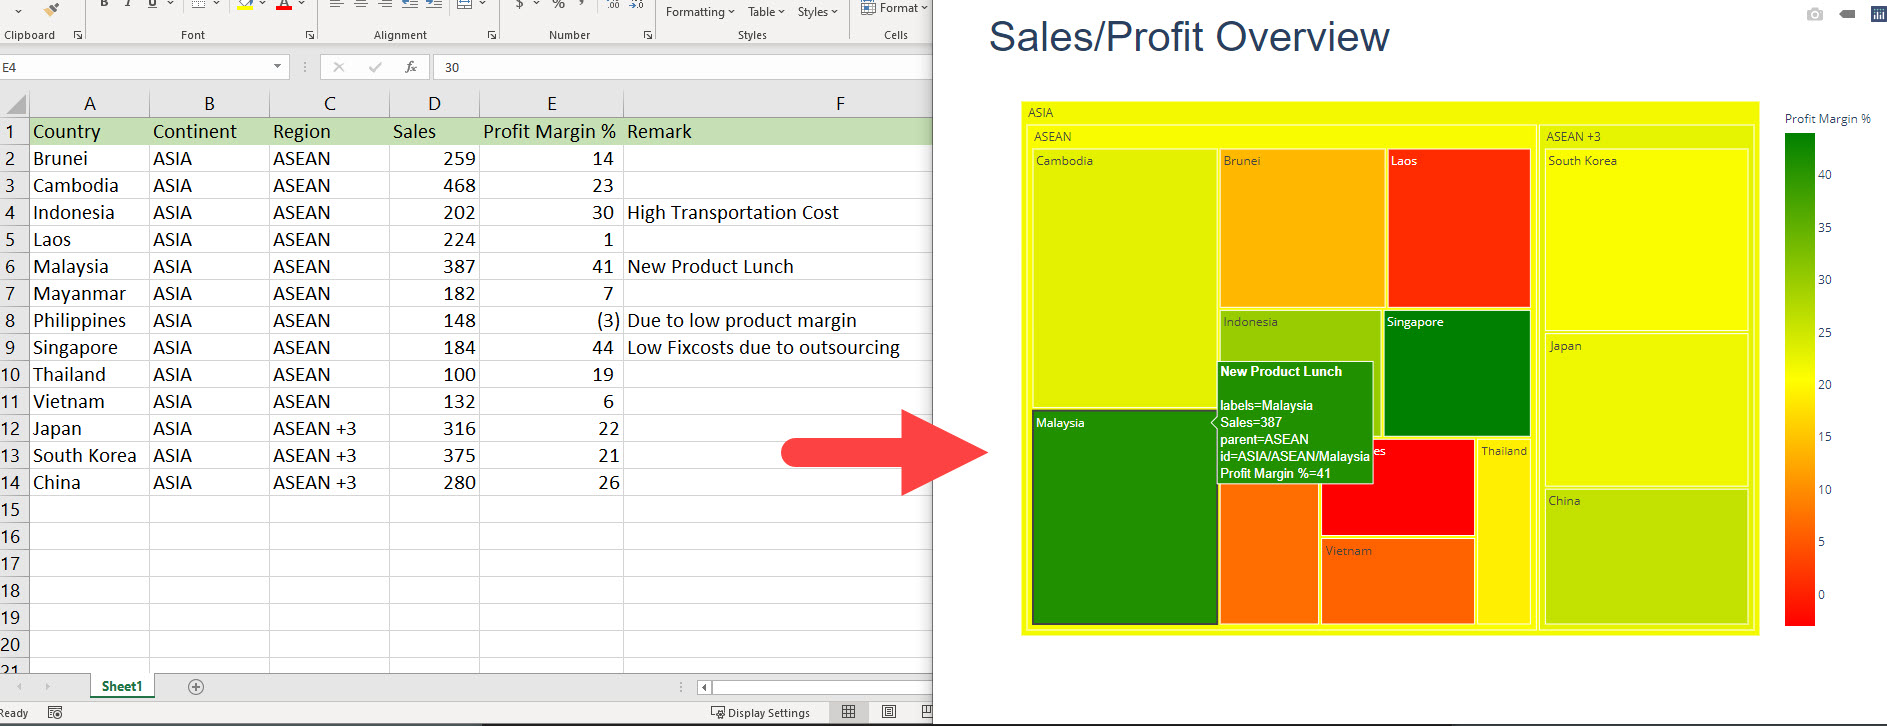 B I U $ % , .00 .0
Formatting Table Styles Format
Clipboard Font Alignment Number Styles Cells
E4 fx 30
A B C D E F
1 Country Continent Region Sales Profit Margin % Remark
2 Brunei ASIA ASEAN 259 14
3 Cambodia ASIA ASEAN 468 23
4 Indonesia ASIA ASEAN 202 30 High Transportation Cost
5 Laos ASIA ASEAN 224 1
6 Malaysia ASIA ASEAN 387 41 New Product Lunch
7 Mayanmar ASIA ASEAN 182 7
8 Philippines ASIA ASEAN 148 (3) Due to low product margin
9 Singapore ASIA ASEAN 184 44 Low Fixcosts due to outsourcing
10 Thailand ASIA ASEAN 100 19
11 Vietnam ASIA ASEAN 132 6
12 Japan ASIA ASEAN +3 316 22
13 South Korea ASIA ASEAN +3 375 21
14 China ASIA ASEAN +3 280 26
15
16
17
18
19
20
21
Sheet1
Ready Display Settings
Sales/Profit Overview
ASIA
ASEAN
ASEAN +3
Cambodia
Brunei
Laos
South Korea
Indonesia
Singapore
Japan
New Product Lunch
labels=Malaysia
Sales=387
parent=ASEAN
id=ASIA/ASEAN/Malaysia
Profit Margin %=41
Malaysia
es
Thailand
China
Vietnam
Profit Margin %
40
35
30
25
20
15
10
5
0